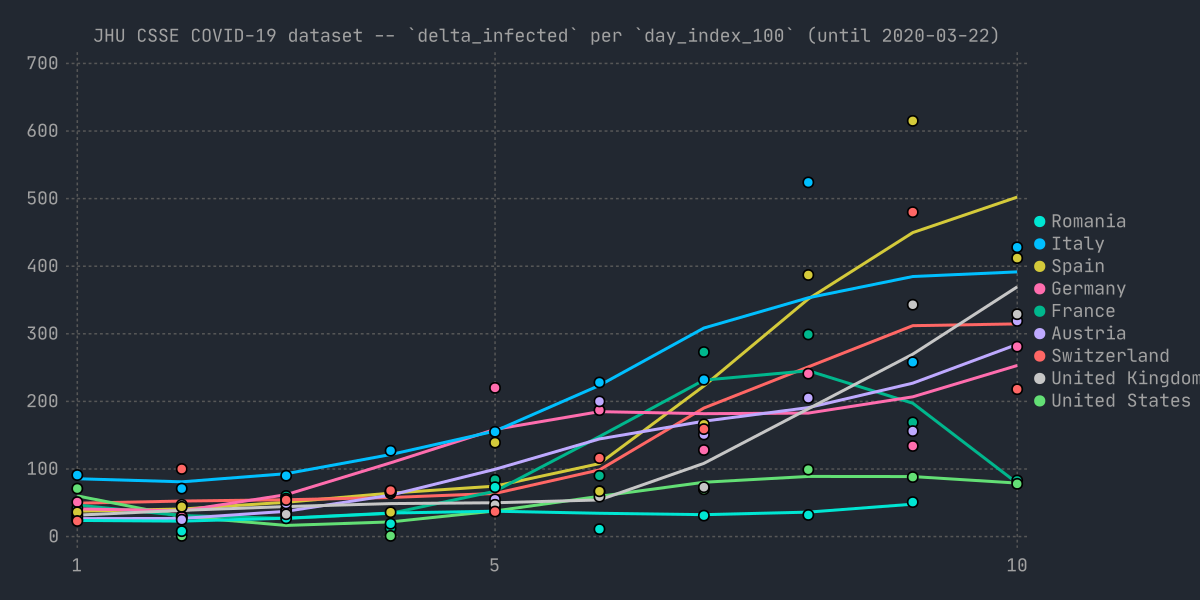 JHU CSSE COVID-19 dataset -- `delta_infected` per `day_index_100` (until 2020-03-22)
700
600
500
400
300
200
100
0
1
5
10
Romania
Italy
Spain
Germany
France
Austria
Switzerland
United Kingdom
United States